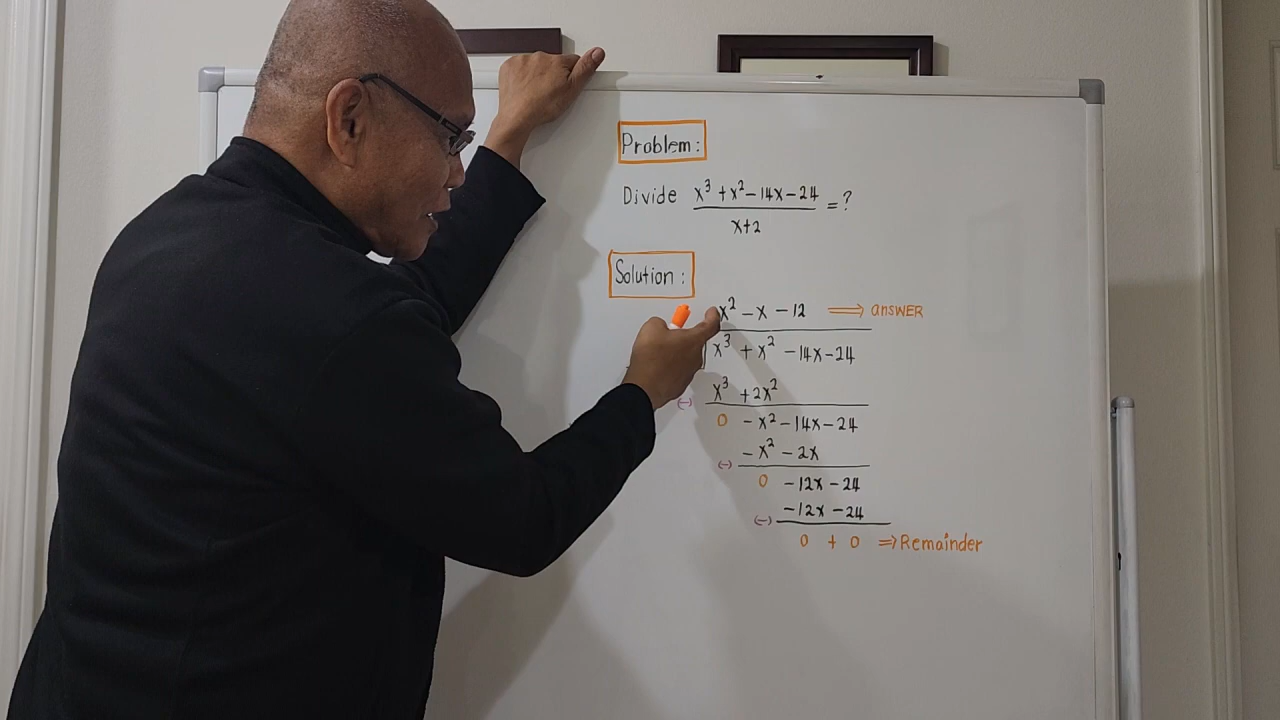 Problem:
Divide x³ + x² - 14x - 24 / x+2 = ?
Solution:
x² - x - 12 ⟹ answer
x³ + x² - 14x - 24
x³ + 2x²
(-)
0 - x² - 14x - 24
- x² - 2x
(-)
0 - 12x - 24
- 12x - 24
(-)
0 + 0 ⟹ Remainder